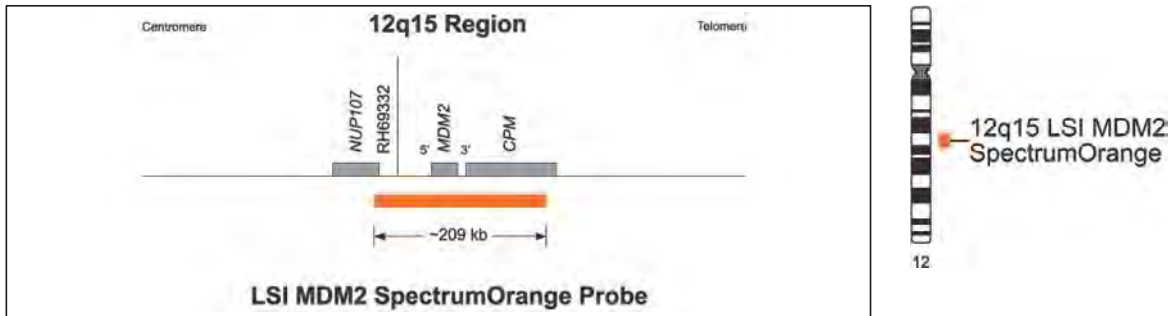 Centromere
12q15 Region
Telomere
NUP107
RH69332
5'
MDM2
3'
CPM
~209 kb
LSI MDM2 SpectrumOrange Probe
12q15 LSI MDM2
SpectrumOrange
12